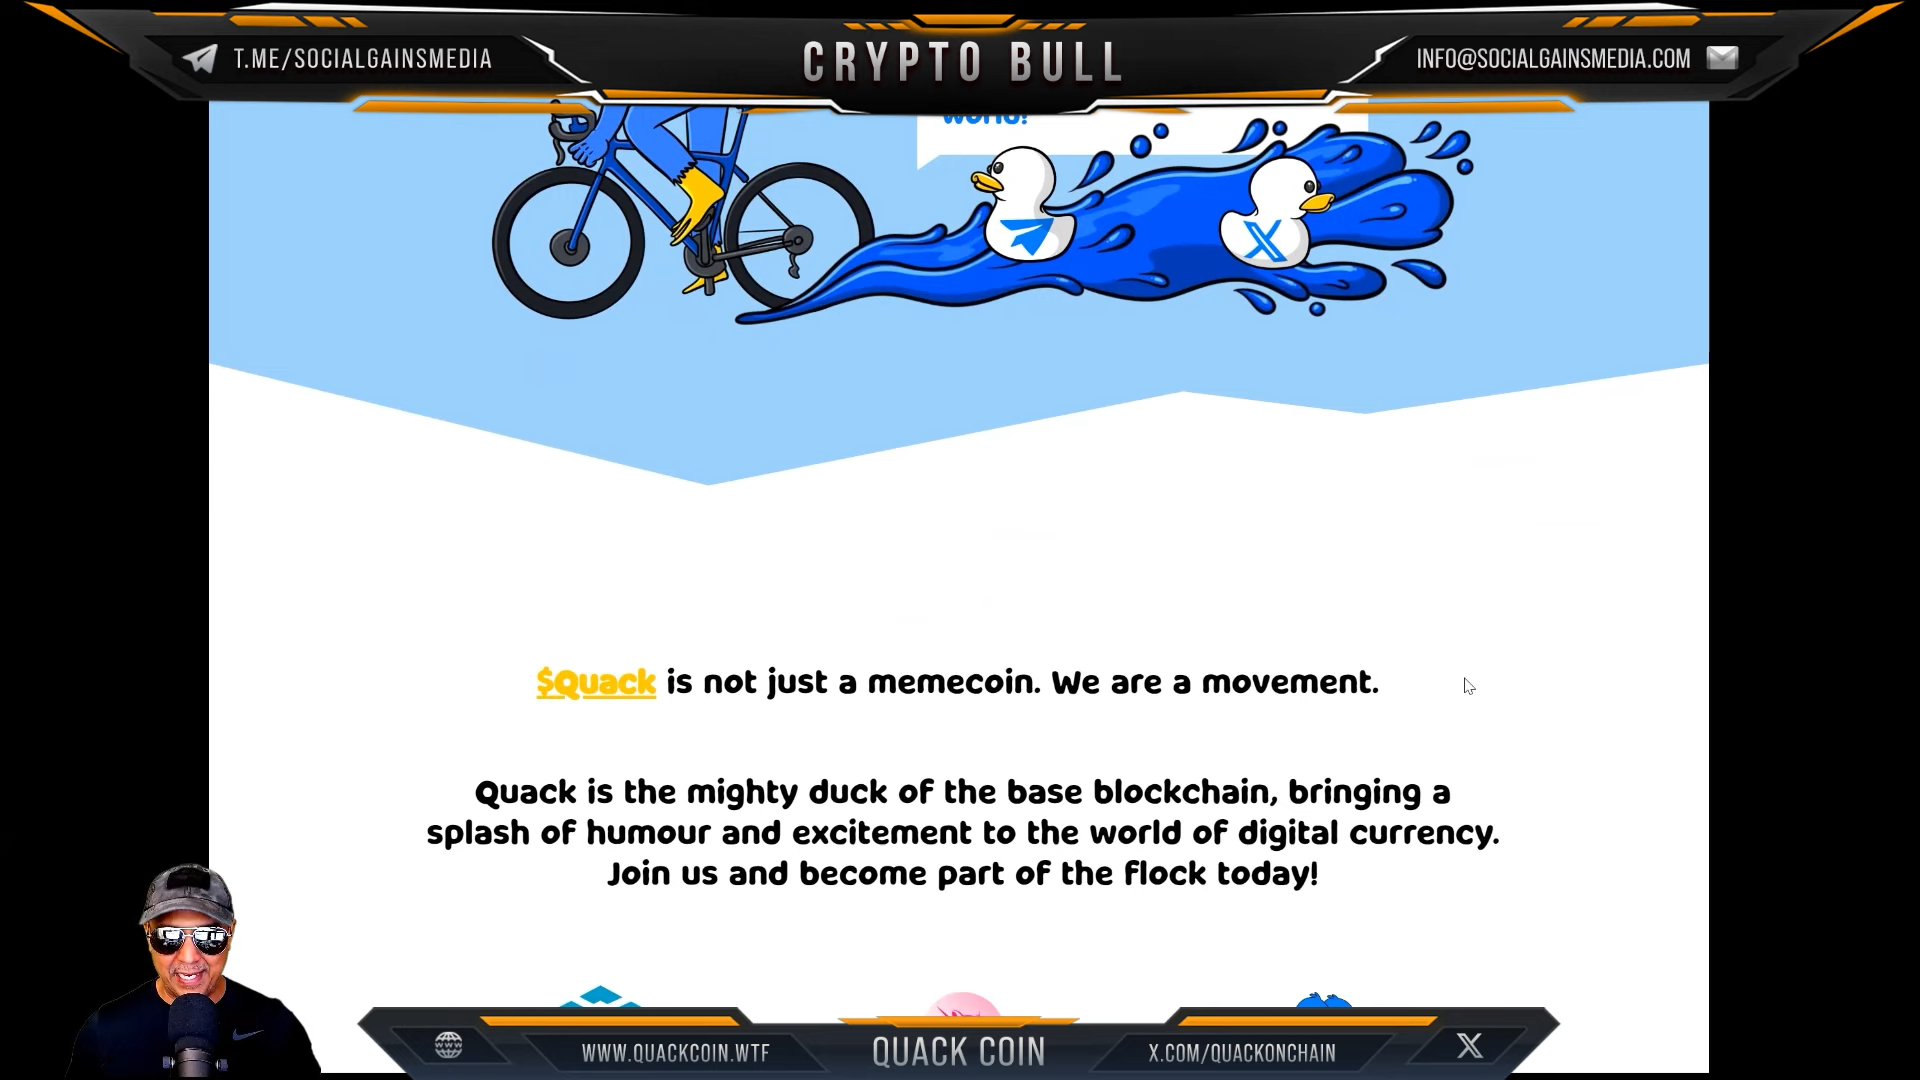 T.ME/SOCIALGAINSMEDIA
CRYPTO BULL
INFO@SOCIALGAINSMEDIA.COM
world!
X
$Quack is not just a memecoin. We are a movement.
Quack is the mighty duck of the base blockchain, bringing a
splash of humour and excitement to the world of digital currency.
Join us and become part of the flock today!
WWW.QUACKCOIN.WTF
QUACK COIN
X.COM/QUACKONCHAIN
X